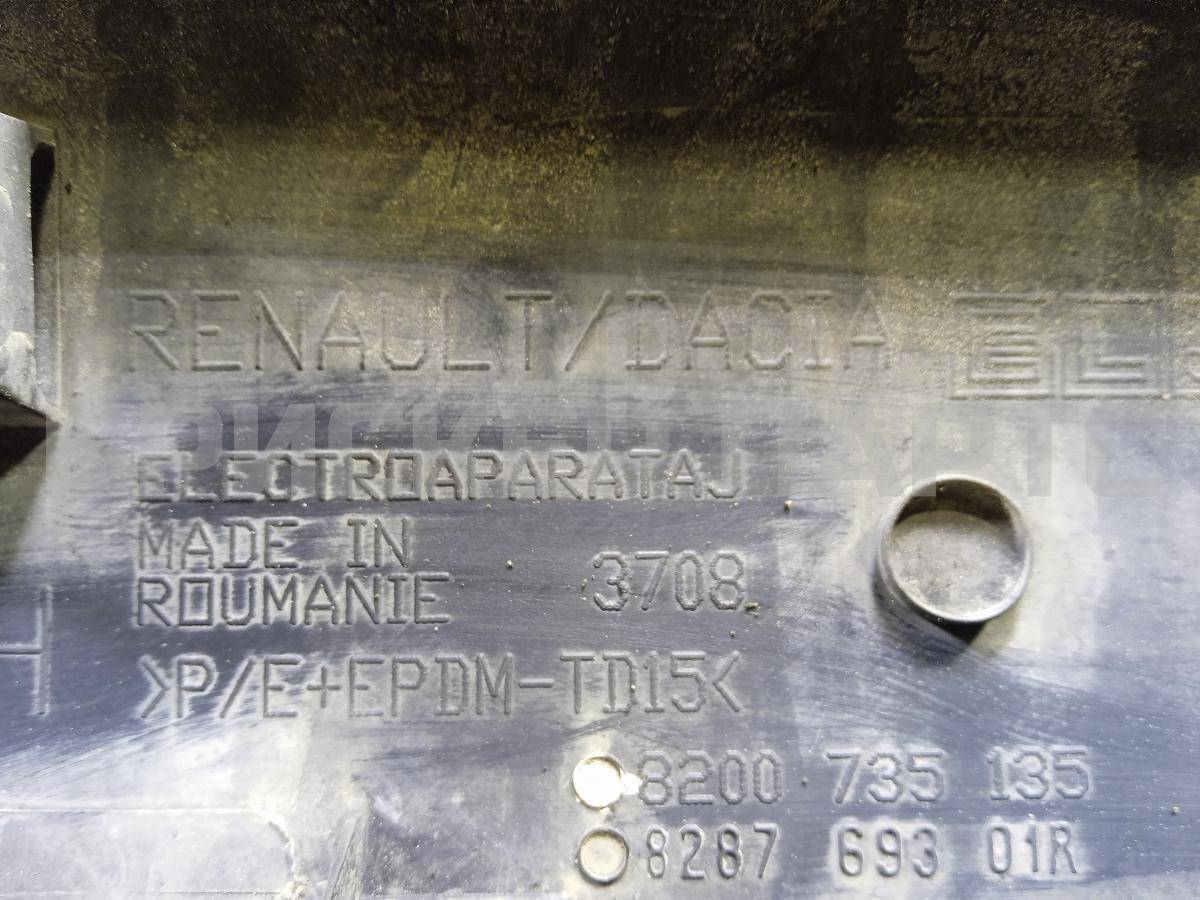 RENAULT/DACIA
ELECTROAPARATAJ
MADE IN
ROUMANIE 3708
>P/E+EPDM-TD15<
8200 735 135
8287 693 01R